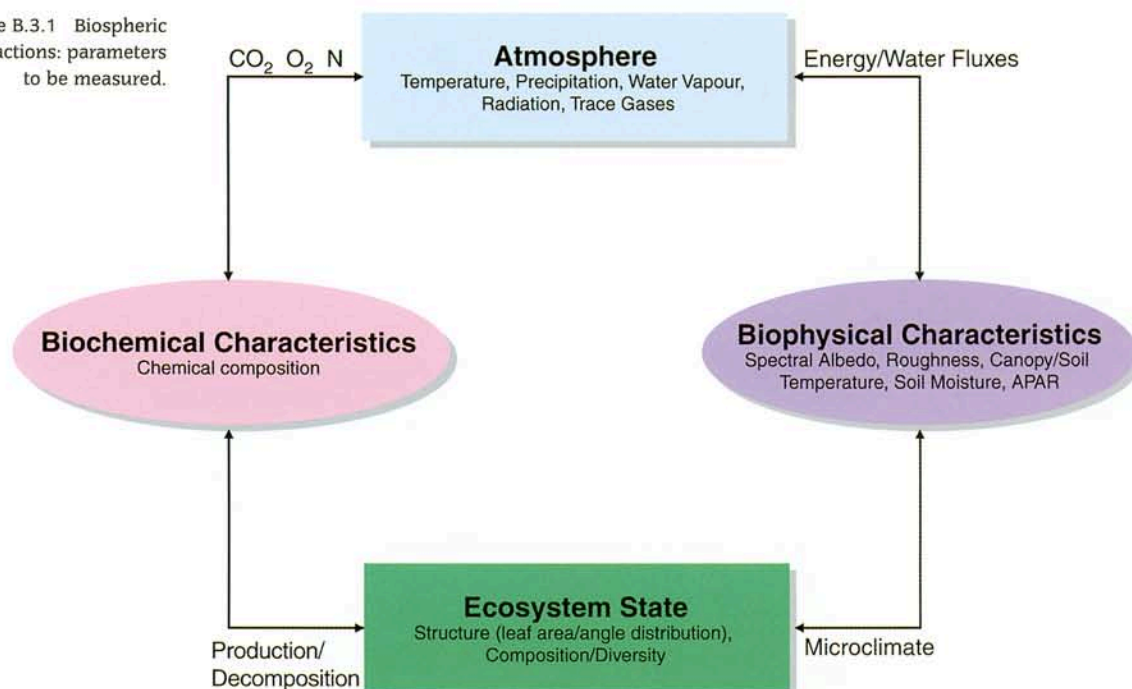 B.3.1 Biospheric
parameters
to be measured.
CO₂ O₂ N
Atmosphere
Temperature, Precipitation, Water Vapour,
Radiation, Trace Gases
Energy/Water Fluxes
Biochemical Characteristics
Chemical composition
Biophysical Characteristics
Spectral Albedo, Roughness, Canopy/Soil
Temperature, Soil Moisture, APAR
Ecosystem State
Structure (leaf area/angle distribution),
Composition/Diversity
Production/
Decomposition
Microclimate